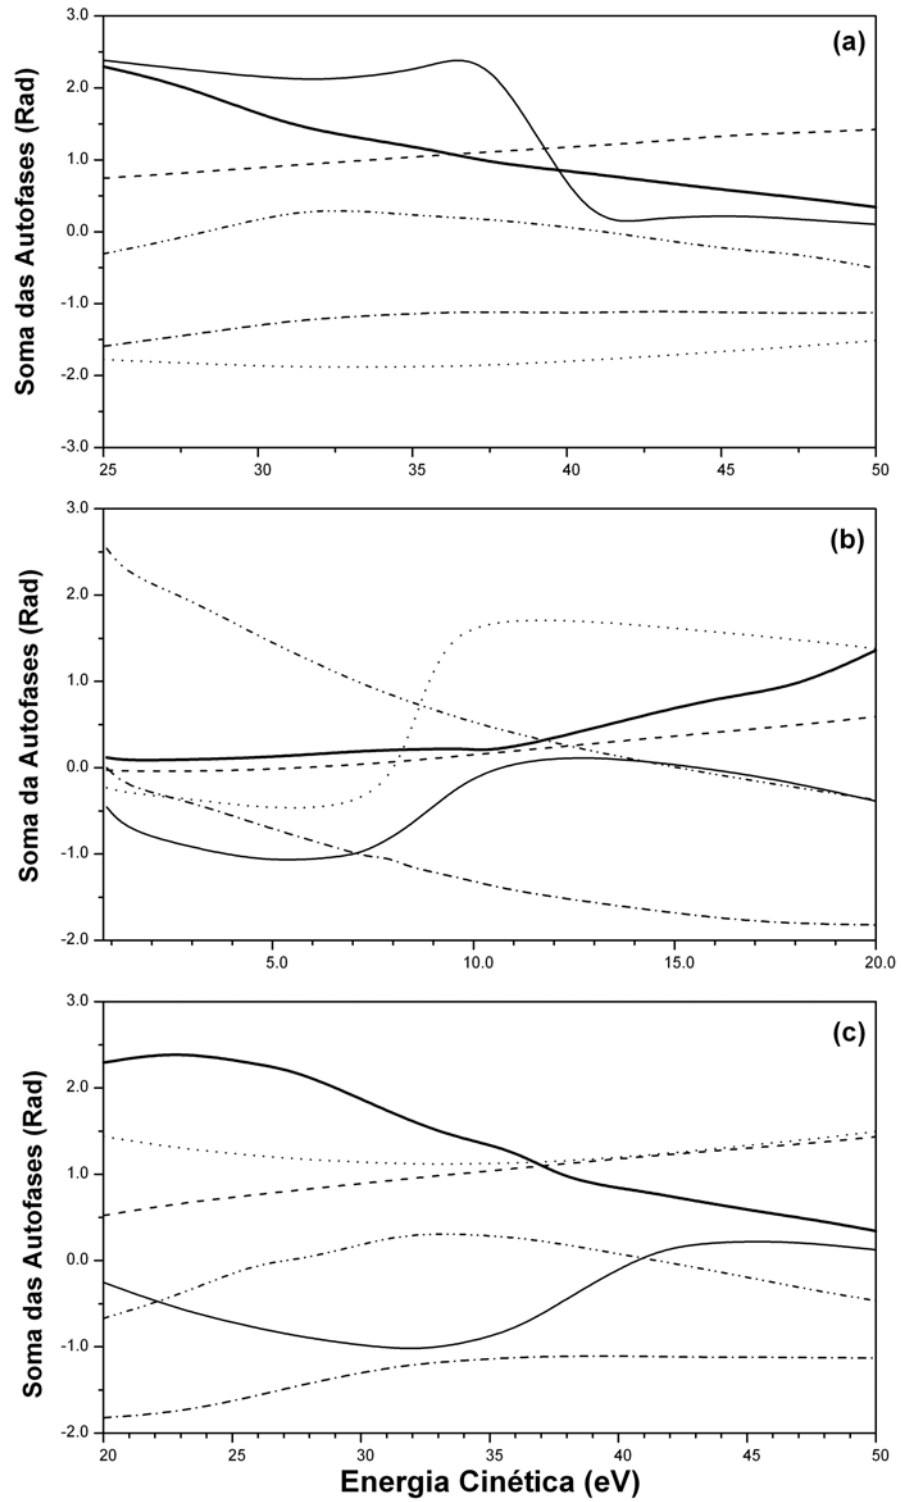 (a)
Soma das Autofases (Rad)
3.0
2.0
1.0
0.0
-1.0
-2.0
-3.0
25 30 35 40 45 50
(b)
Soma da Autofases (Rad)
3.0
2.0
1.0
0.0
-1.0
-2.0
5.0 10.0 15.0 20.0
(c)
Soma das Autofases (Rad)
3.0
2.0
1.0
0.0
-1.0
-2.0
20 25 30 35 40 45 50
Energia Cinética (eV)